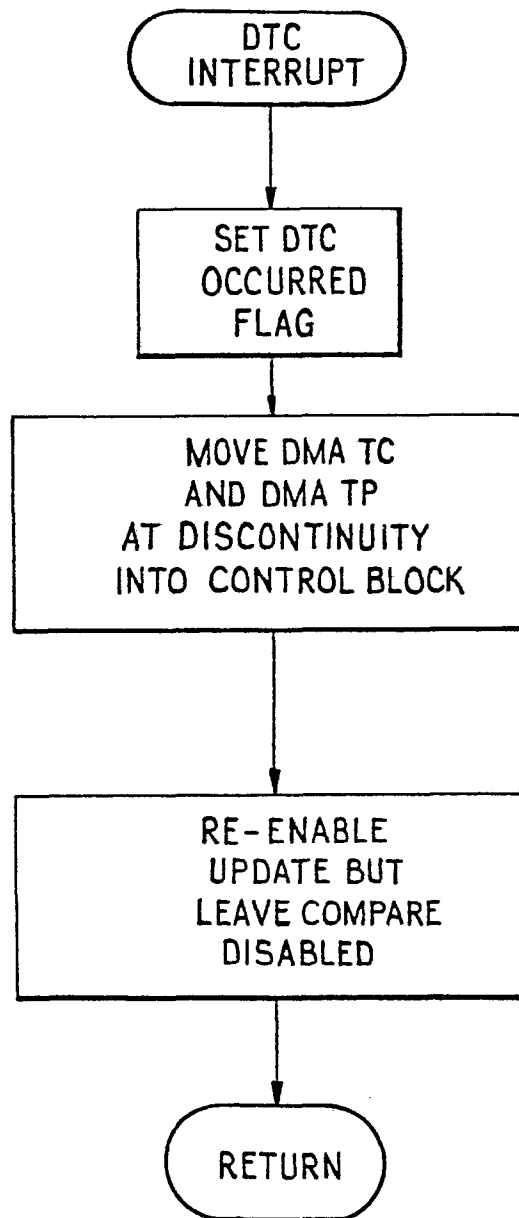 DTC
INTERRUPT
SET DTC
OCCURRED
FLAG
MOVE DMA TC
AND DMA TP
AT DISCONTINUITY
INTO CONTROL BLOCK
RE-ENABLE
UPDATE BUT
LEAVE COMPARE
DISABLED
RETURN